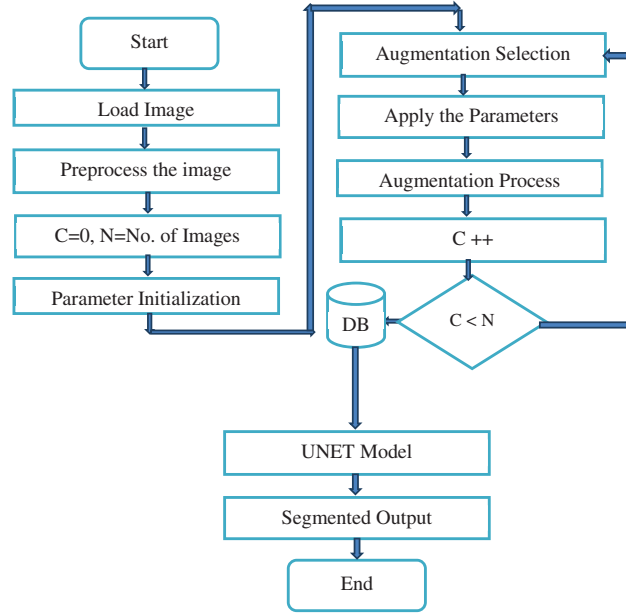 Start
Load Image
Preprocess the image
C=0, N=No. of Images
Parameter Initialization
Augmentation Selection
Apply the Parameters
Augmentation Process
C ++
C < N
DB
UNET Model
Segmented Output
End